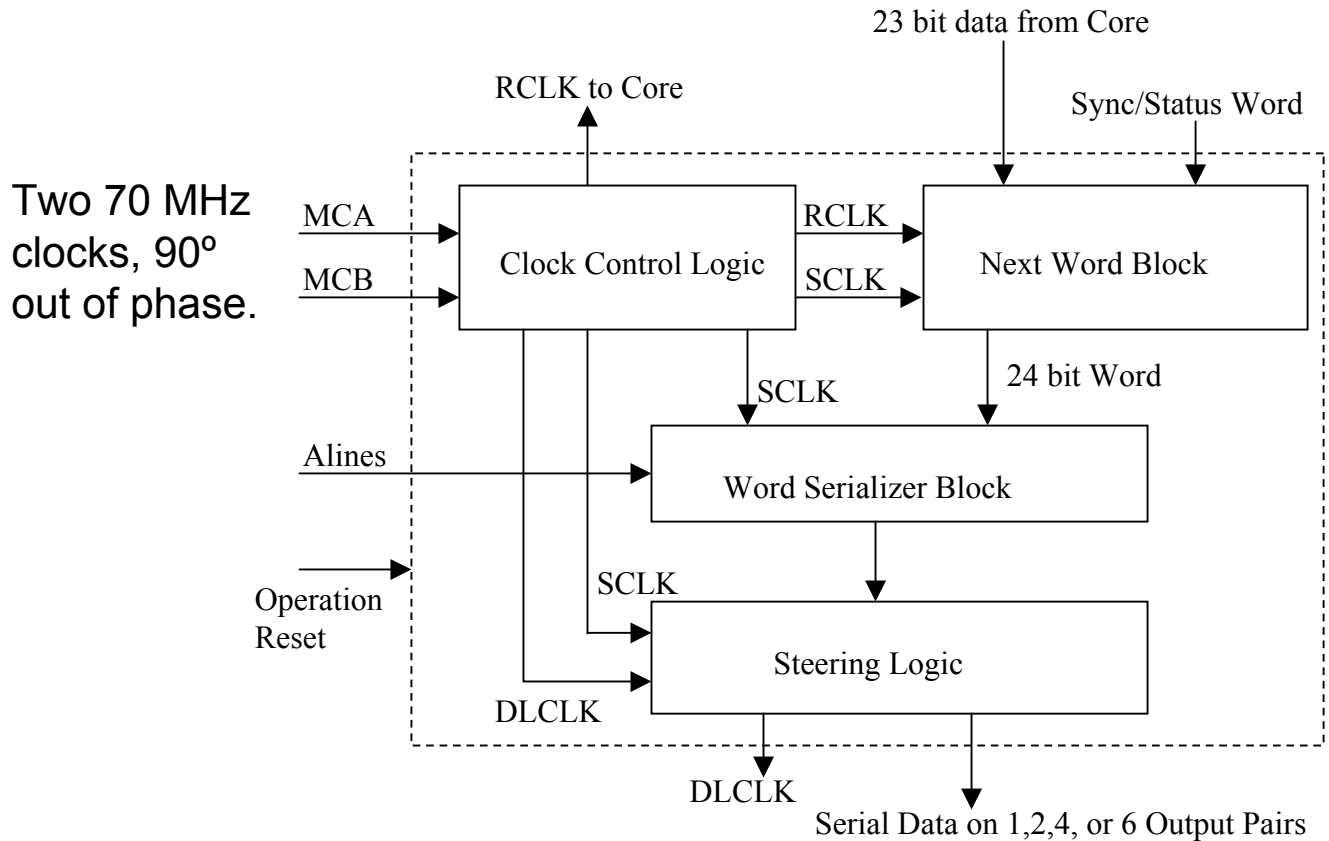 23 bit data from Core
RCLK to Core
Sync/Status Word
Two 70 MHz
clocks, 90º
out of phase.
MCA
MCB
Clock Control Logic
RCLK
SCLK
Next Word Block
SCLK
24 bit Word
Alines
Word Serializer Block
Operation
Reset
SCLK
Steering Logic
DLCLK
DLCLK
Serial Data on 1,2,4, or 6 Output Pairs